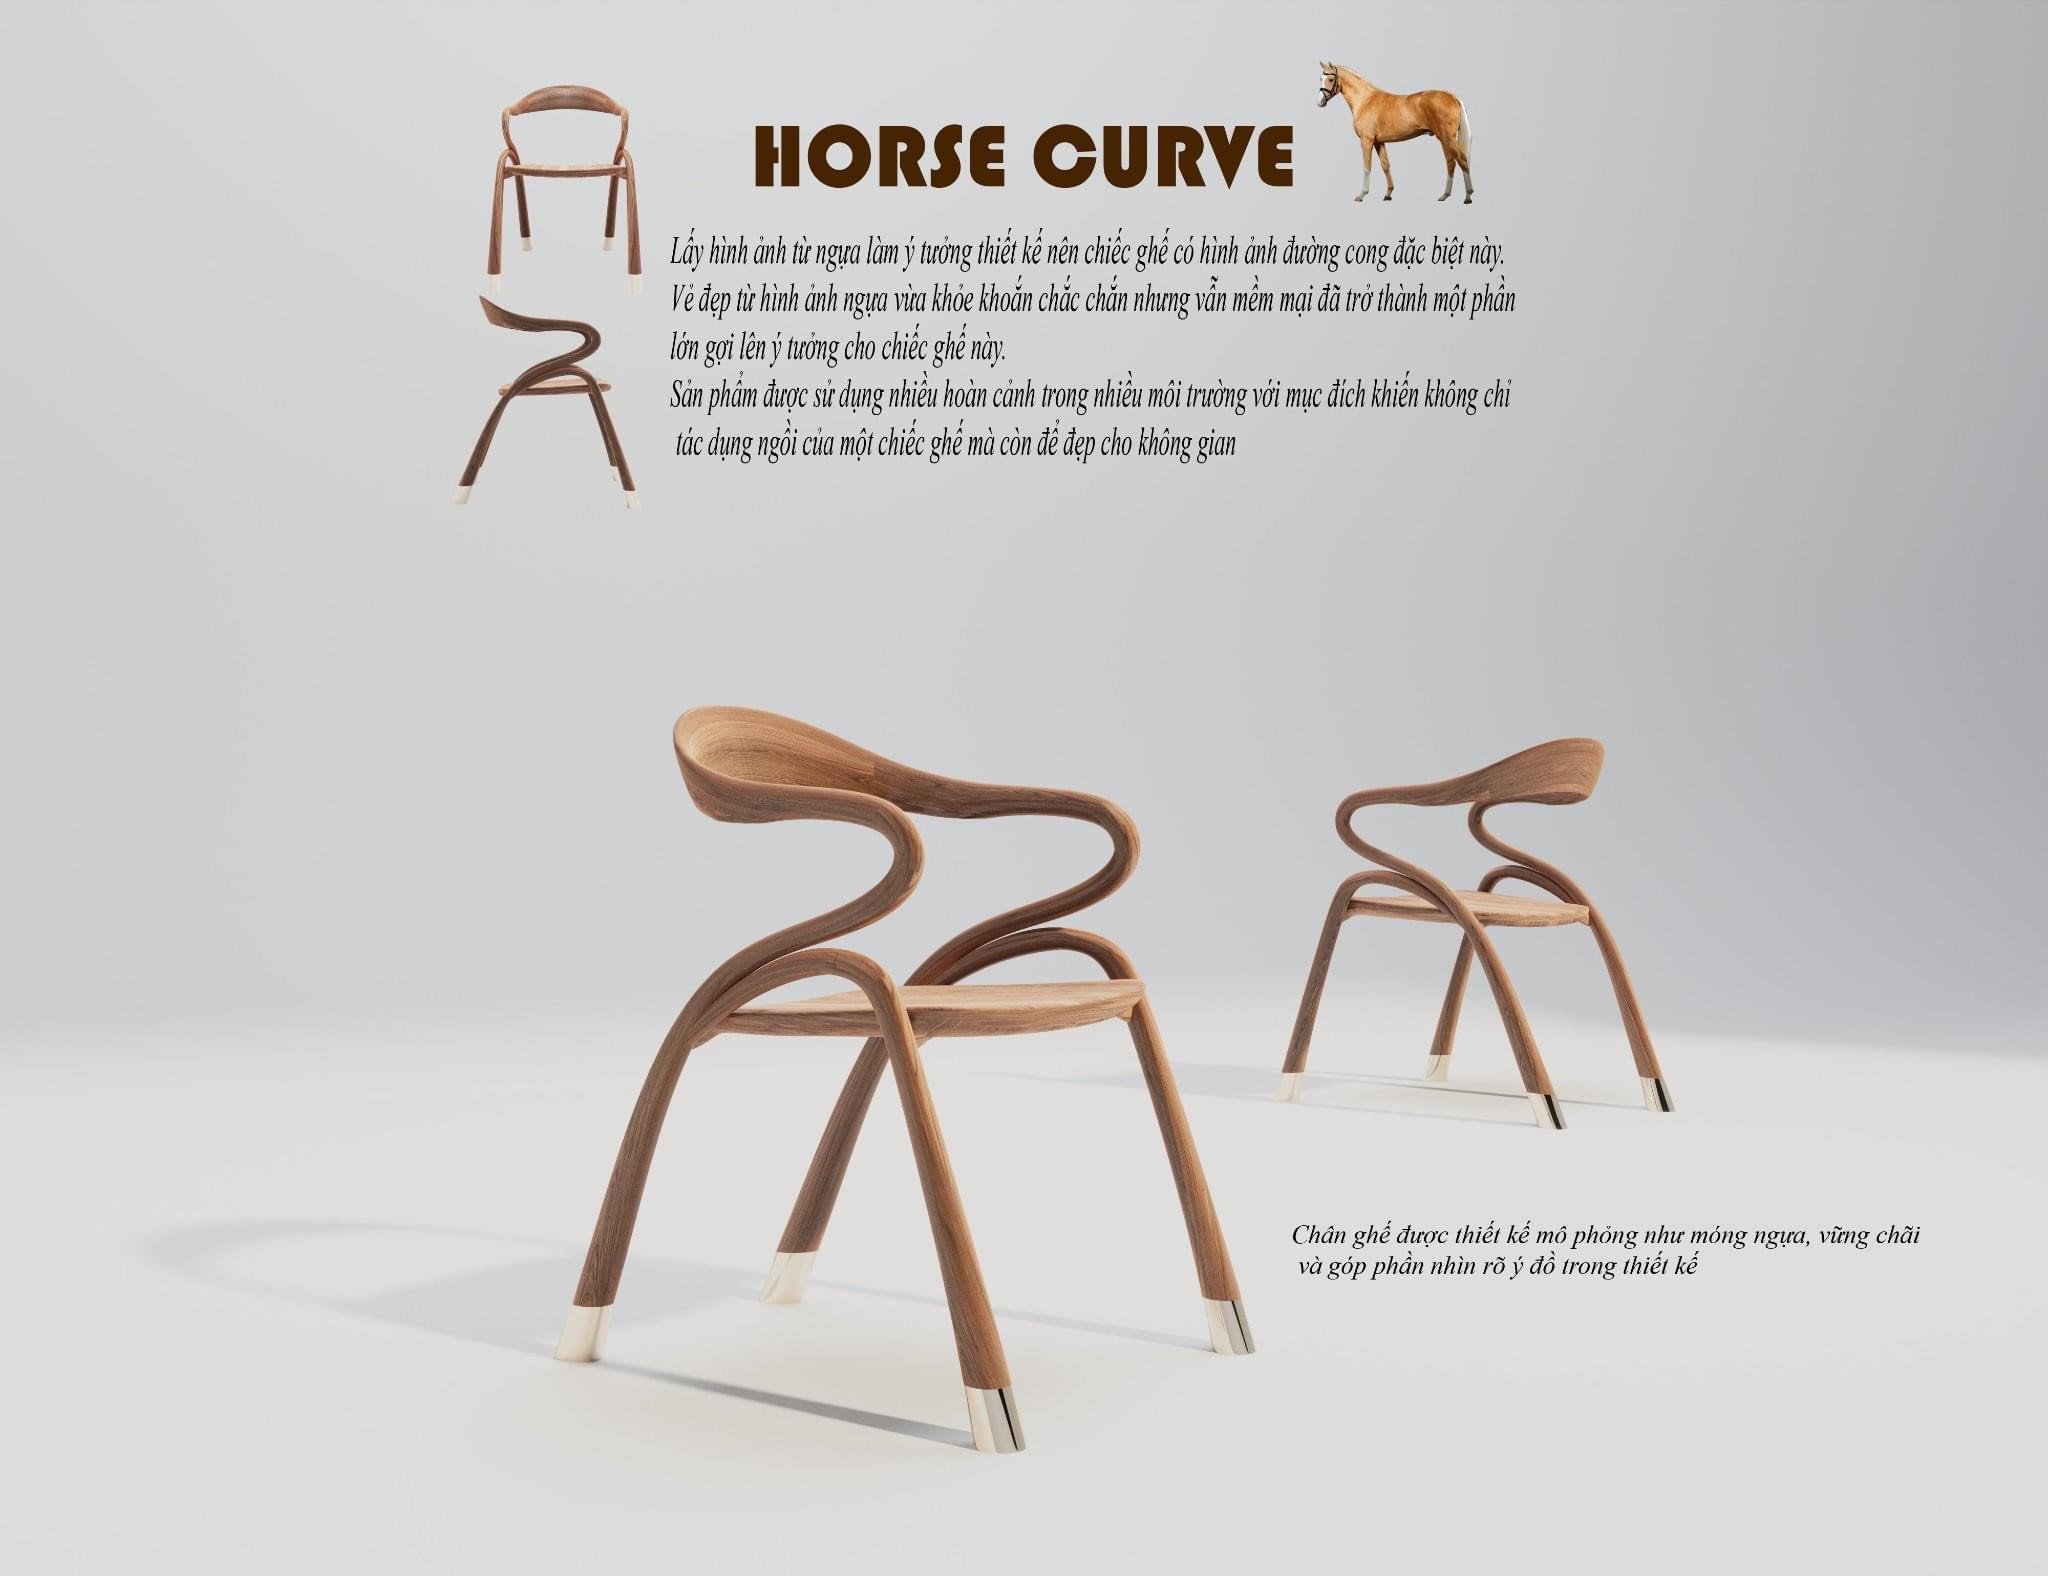 HORSE CURVE
Lấy hình ảnh từ ngựa làm ý tưởng thiết kế nên chiếc ghế có hình ảnh đường cong đặc biệt này.
Vẻ đẹp từ hình ảnh ngựa vừa khỏe khoắn chắc chắn nhưng vẫn mềm mại đã trở thành một phần
lớn gợi lên ý tưởng cho chiếc ghế này.
Sản phẩm được sử dụng nhiều hoàn cảnh trong nhiều môi trường với mục đích khiến không chỉ
tác dụng ngồi của một chiếc ghế mà còn để đẹp cho không gian
Chân ghế được thiết kế mô phỏng như móng ngựa, vững chãi
và góp phần nhìn rõ ý đồ trong thiết kế